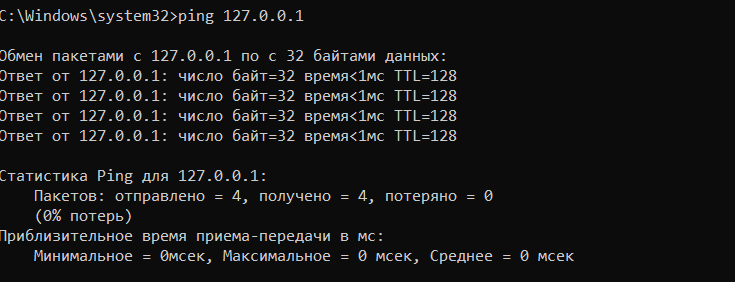 C:\Windows\system32>ping 127.0.0.1
Обмен пакетами с 127.0.0.1 по с 32 байтами данных:
Ответ от 127.0.0.1: число байт=32 время<1мс TTL=128
Ответ от 127.0.0.1: число байт=32 время<1мс TTL=128
Ответ от 127.0.0.1: число байт=32 время<1мс TTL=128
Ответ от 127.0.0.1: число байт=32 время<1мс TTL=128
Статистика Ping для 127.0.0.1:
Пакетов: отправлено = 4, получено = 4, потеряно = 0
(0% потерь)
Приблизительное время приема-передачи в мс:
Минимальное = 0мсек, Максимальное = 0 мсек, Среднее = 0 мсек